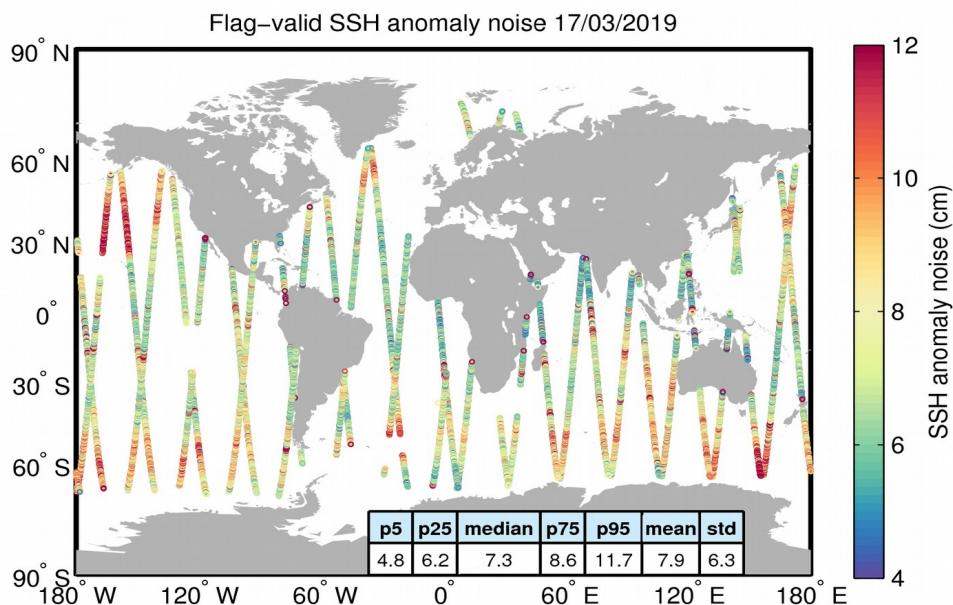 Flag−valid SSH anomaly noise 17/03/2019
90° N
60° N
30° N
0°
30° S
60° S
90° S
180° W
120° W
60° W
0°
60° E
120° E
180° E
p5 p25 median p75 p95 mean std
4.8 6.2 7.3 8.6 11.7 7.9 6.3
12
10
8
6
4
SSH anomaly noise (cm)